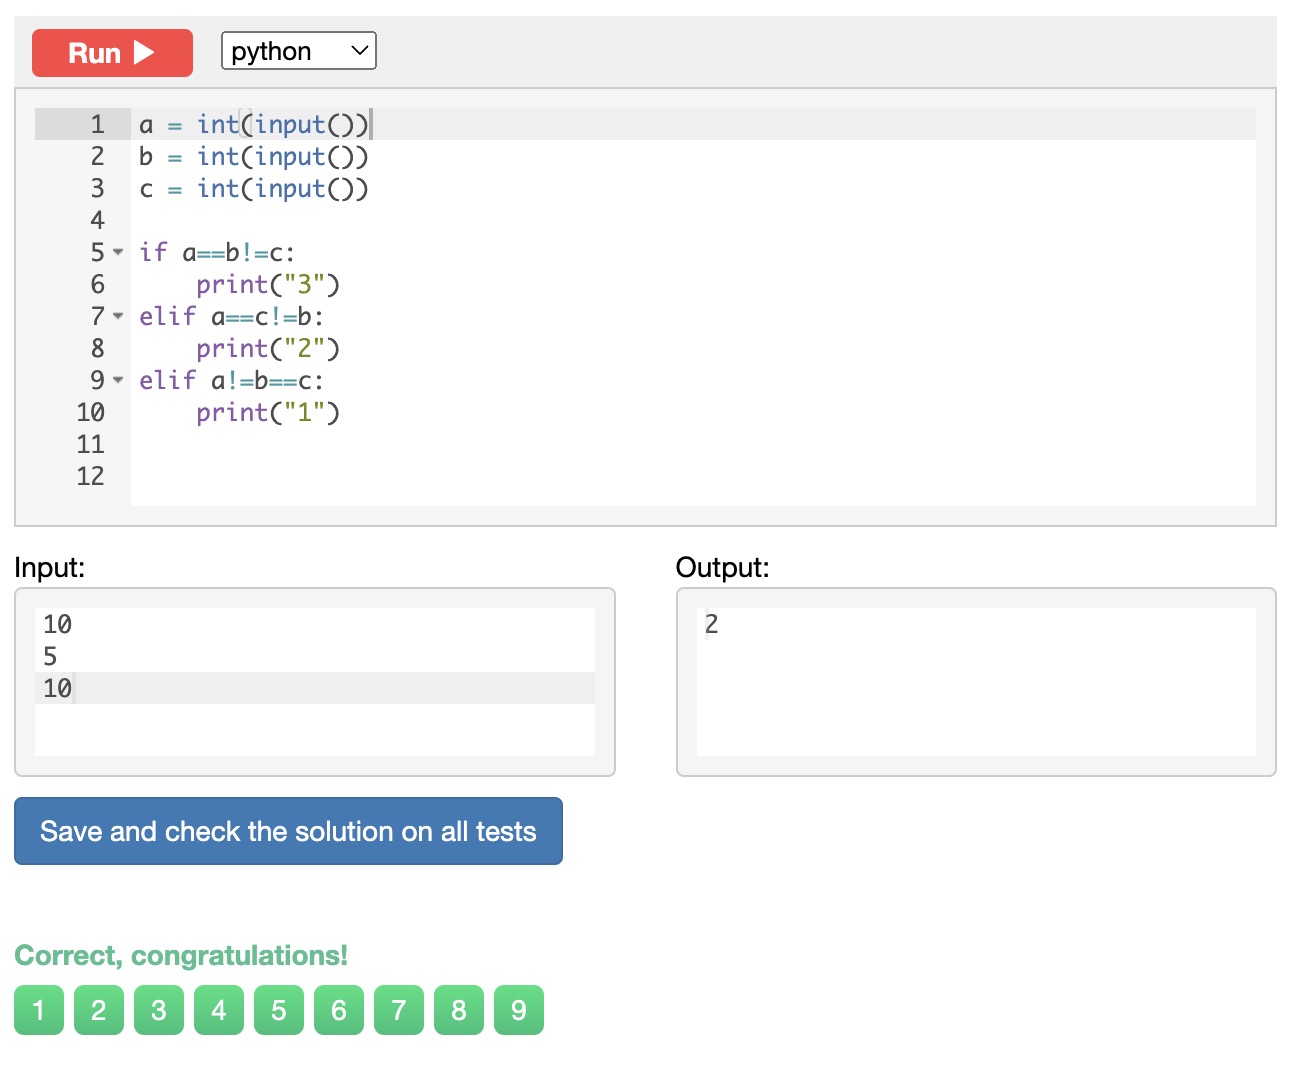 Run
python
1 a = int(input())
2 b = int(input())
3 c = int(input())
4
5 if a==b!=c:
6     print("3")
7 elif a==c!=b:
8     print("2")
9 elif a!=b==c:
10     print("1")
11
12
Input:
10
5
10
Output:
2
Save and check the solution on all tests
Correct, congratulations!
1 2 3 4 5 6 7 8 9